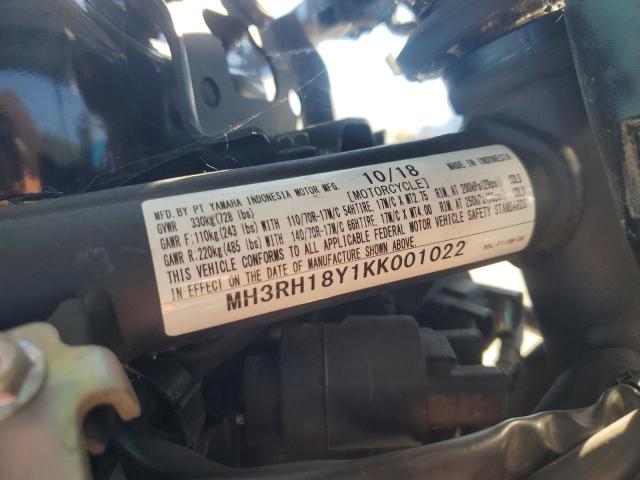 MFD. BY PT YAMAHA INDONESIA MOTOR MFG. 10/18 MADE IN INDONESIA
GVWR 330kg(728 lbs) [MOTORCYCLE]
GAWR F:110kg(243 lbs)WITH 110/70R-17M/C 54HTIRE, 17M/C X MT2.75 RIM, AT 200kPa(29psi) COLD
GAWR R:220kg(485 lbs)WITH 140/70R-17M/C 66HTIRE, 17M/C X MT4.00 RIM, AT 250kPa COLD
THIS VEHICLE CONFORMS TO ALL APPLICABLE FEDERAL MOTOR VEHICLE SAFETY STANDARDS
IN EFFECT ON THE DATE OF MANUFACTURE SHOWN ABOVE.
MH3RH18Y1KK001022